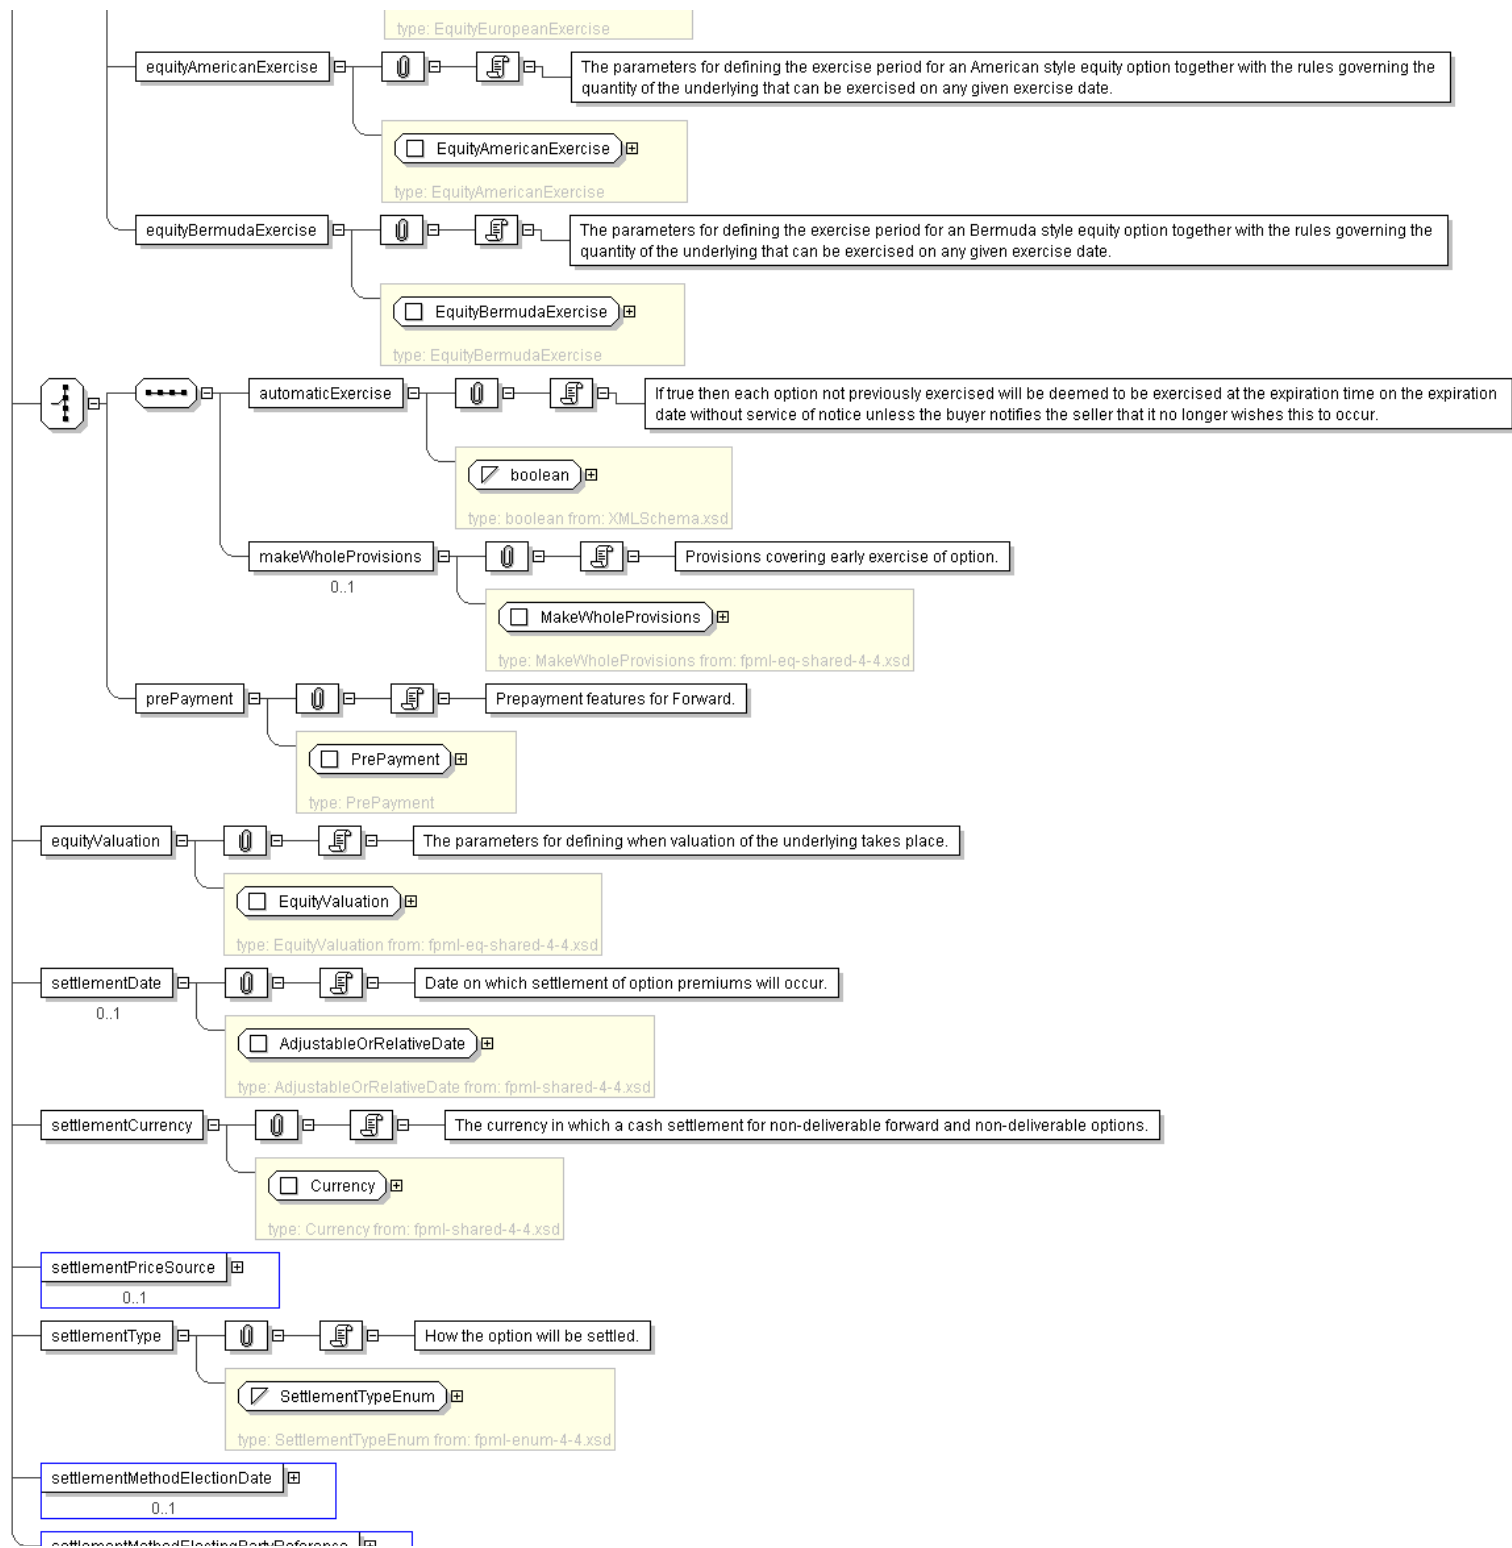 type: EquityEuropeanExercise
equityAmericanExercise
The parameters for defining the exercise period for an American style equity option together with the rules governing the
quantity of the underlying that can be exercised on any given exercise date.
EquityAmericanExercise
type: EquityAmericanExercise
equityBermudaExercise
The parameters for defining the exercise period for an Bermuda style equity option together with the rules governing the
quantity of the underlying that can be exercised on any given exercise date.
EquityBermudaExercise
type: EquityBermudaExercise
automaticExercise
If true then each option not previously exercised will be deemed to be exercised at the expiration time on the expiration
date without service of notice unless the buyer notifies the seller that it no longer wishes this to occur.
boolean
type: boolean from: XMLSchema.xsd
makeWholeProvisions
Provisions covering early exercise of option.
0..1
MakeWholeProvisions
type: MakeWholeProvisions from: fpml-eq-shared-4-4.xsd
prePayment
Prepayment features for Forward.
PrePayment
type: PrePayment
equityValuation
The parameters for defining when valuation of the underlying takes place.
EquityValuation
type: EquityValuation from: fpml-eq-shared-4-4.xsd
settlementDate
Date on which settlement of option premiums will occur.
0..1
AdjustableOrRelativeDate
type: AdjustableOrRelativeDate from: fpml-shared-4-4.xsd
settlementCurrency
The currency in which a cash settlement for non-deliverable forward and non-deliverable options.
Currency
type: Currency from: fpml-shared-4-4.xsd
settlementPriceSource
0..1
settlementType
How the option will be settled.
SettlementTypeEnum
type: SettlementTypeEnum from: fpml-enum-4-4.xsd
settlementMethodElectionDate
0..1
settlementMethodElectingPartyReference